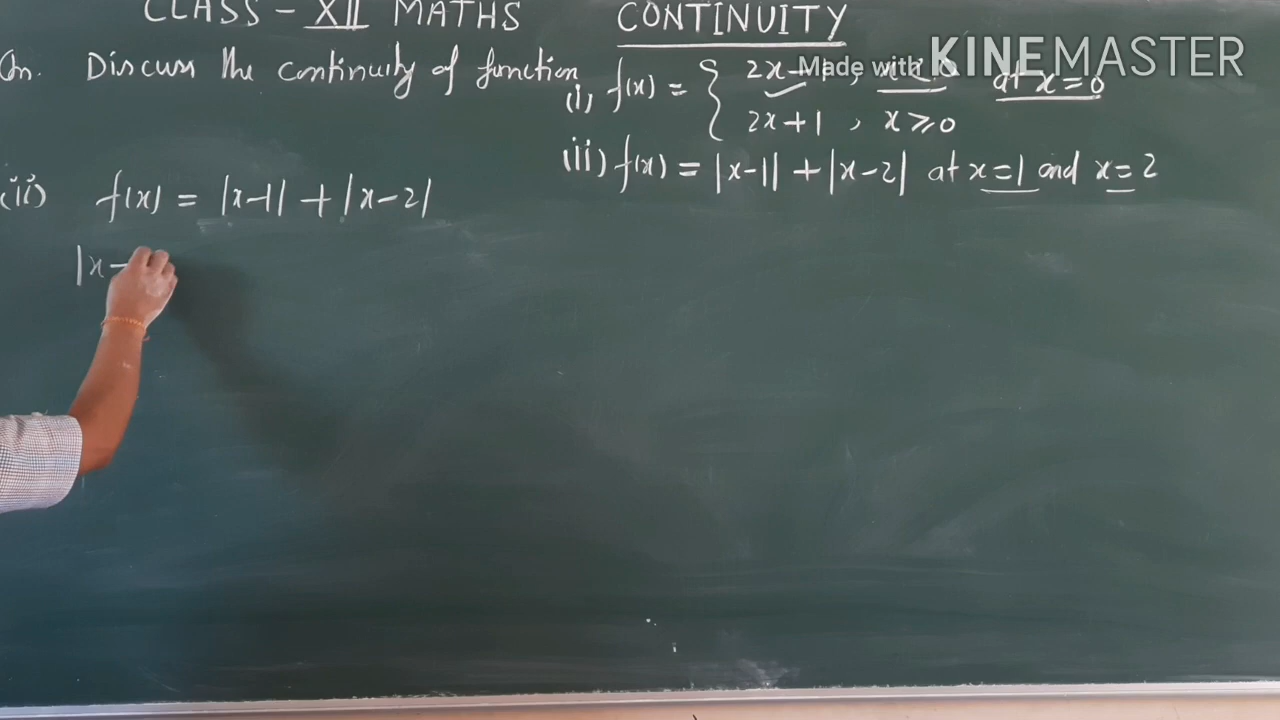 CLASS - XII MATHS CONTINUITY
Qn. Discuss the continuity of function
(i) f(x) = { 2x- , x < 0 at x=0
2x+1 , x ≥ 0
(ii) f(x) = |x-1| + |x-2| at x=1 and x=2
(ii) f(x) = |x-1| + |x-2|
|x-
Made with KINEMASTER